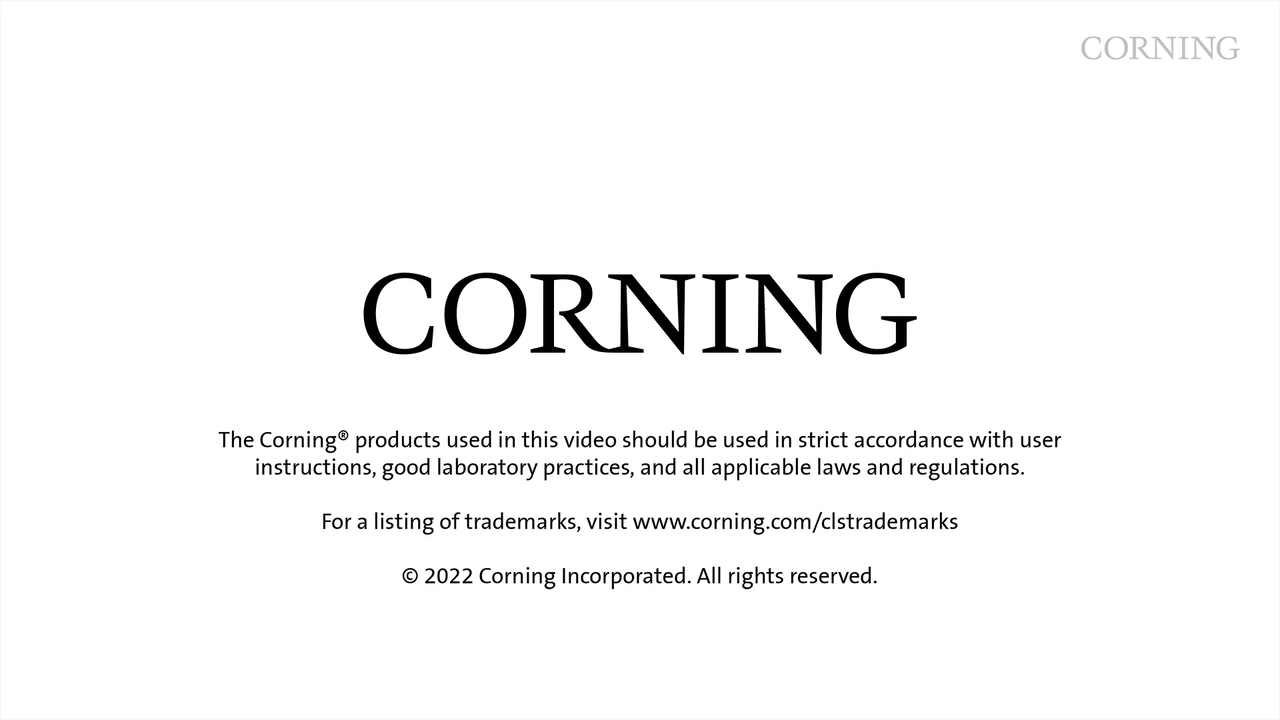 CORNING
CORNING
The Corning® products used in this video should be used in strict accordance with user
instructions, good laboratory practices, and all applicable laws and regulations.
For a listing of trademarks, visit www.corning.com/clstrademarks
© 2022 Corning Incorporated. All rights reserved.